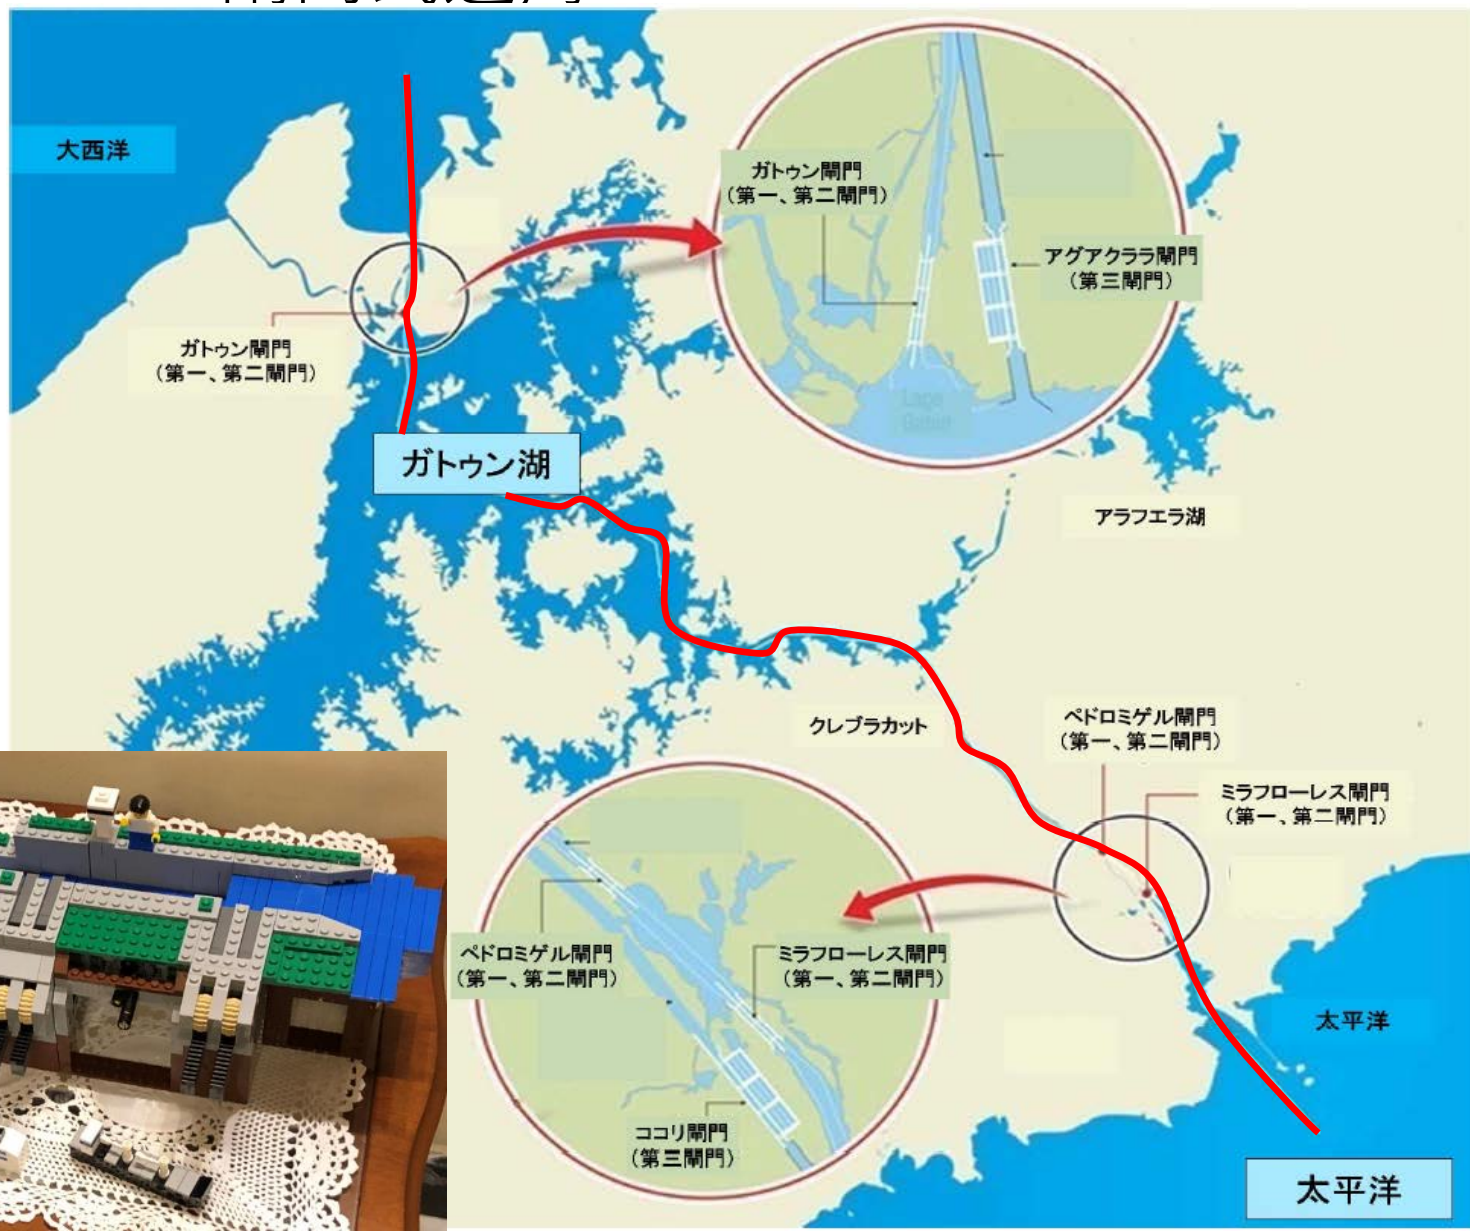 大西洋
ガトゥン閘門
（第一、第二閘門）
アグアクララ閘門
（第三閘門）
ガトゥン閘門
（第一、第二閘門）
ガトゥン湖
アラフエラ湖
クレブラカット
ペドロミゲル閘門
（第一、第二閘門）
ミラフローレス閘門
（第一、第二閘門）
ペドロミゲル閘門
（第一、第二閘門）
ミラフローレス閘門
（第一、第二閘門）
ココリ閘門
（第三閘門）
太平洋
太平洋